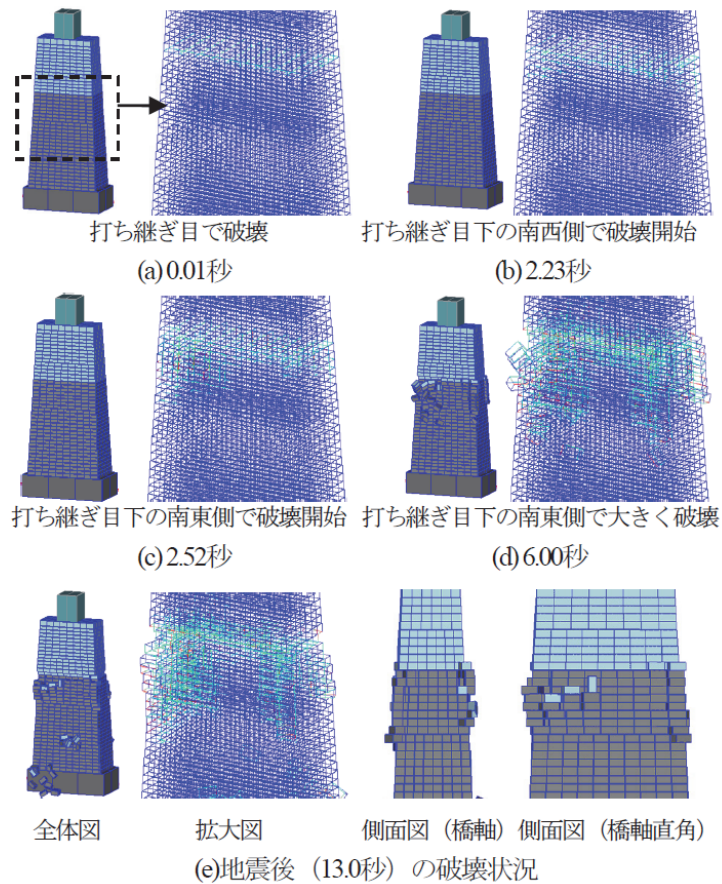 打ち継ぎ目で破壊
(a) 0.01秒
打ち継ぎ目下の南西側で破壊開始
(b) 2.23秒
打ち継ぎ目下の南東側で破壊開始
(c) 2.52秒
打ち継ぎ目下の南東側で大きく破壊
(d) 6.00秒
全体図
拡大図
側面図（橋軸）
側面図（橋軸直角）
(e)地震後（13.0秒）の破壊状況